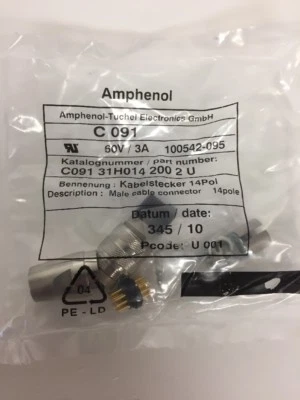 Amphenol
Amphenol-Tuchel Electronics GmbH
C 091
60V / 3A 100542-095
Katalognummer / part number:
C091 31H014 200 2 U
Bennenung : Kabelstecker 14Pol
Description : Male cable connector 14pole
Datum / date:
345 / 10
Pcode: U 001
04
PE - LD